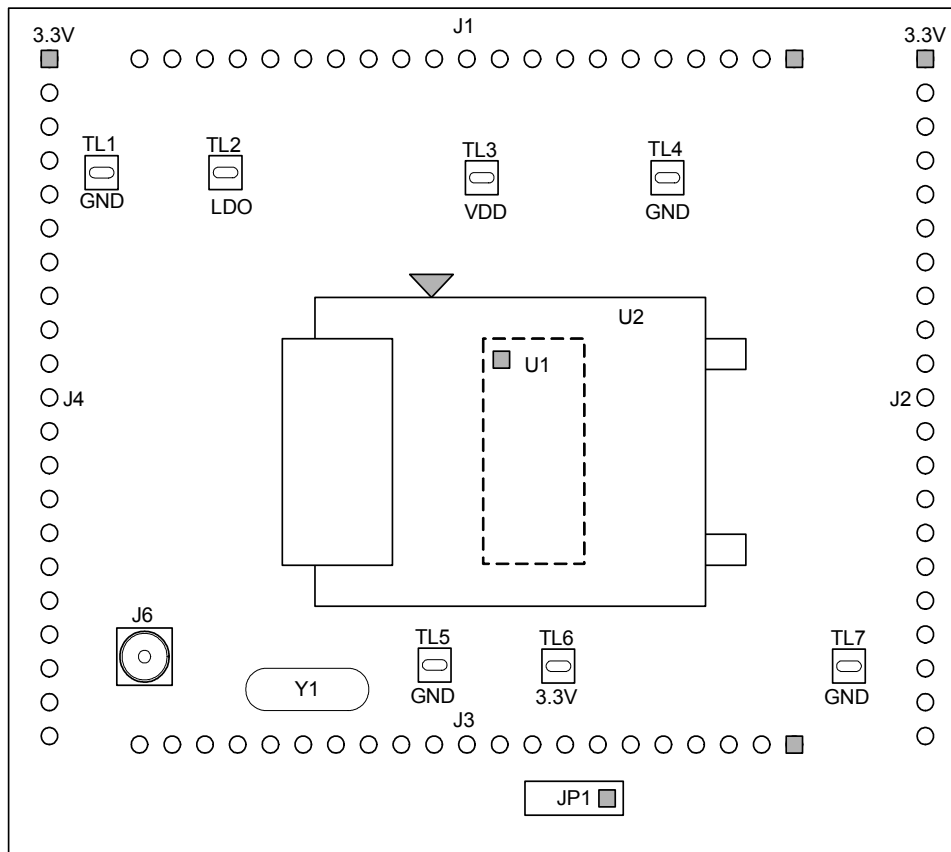 J1
3.3V
3.3V
TL1
GND
TL2
LDO
TL3
VDD
TL4
GND
U2
U1
J4
J2
J6
Y1
TL5
GND
TL6
3.3V
TL7
GND
J3
JP1